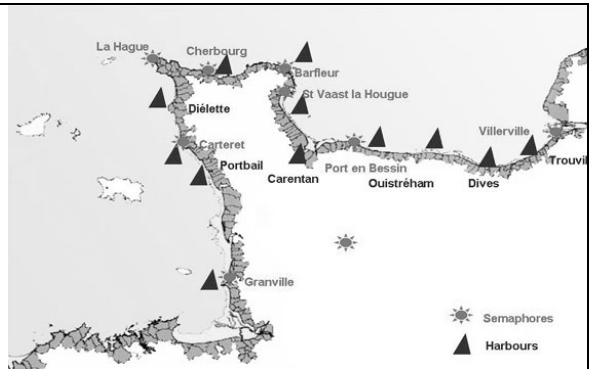 La Hague
Cherbourg
Barfleur
St Vaast la Hougue
Diélette
Carteret
Portbail
Carentan
Port en Bessin
Ouistréham
Dives
Villerville
Trouvil
Granville
Semaphores
Harbours